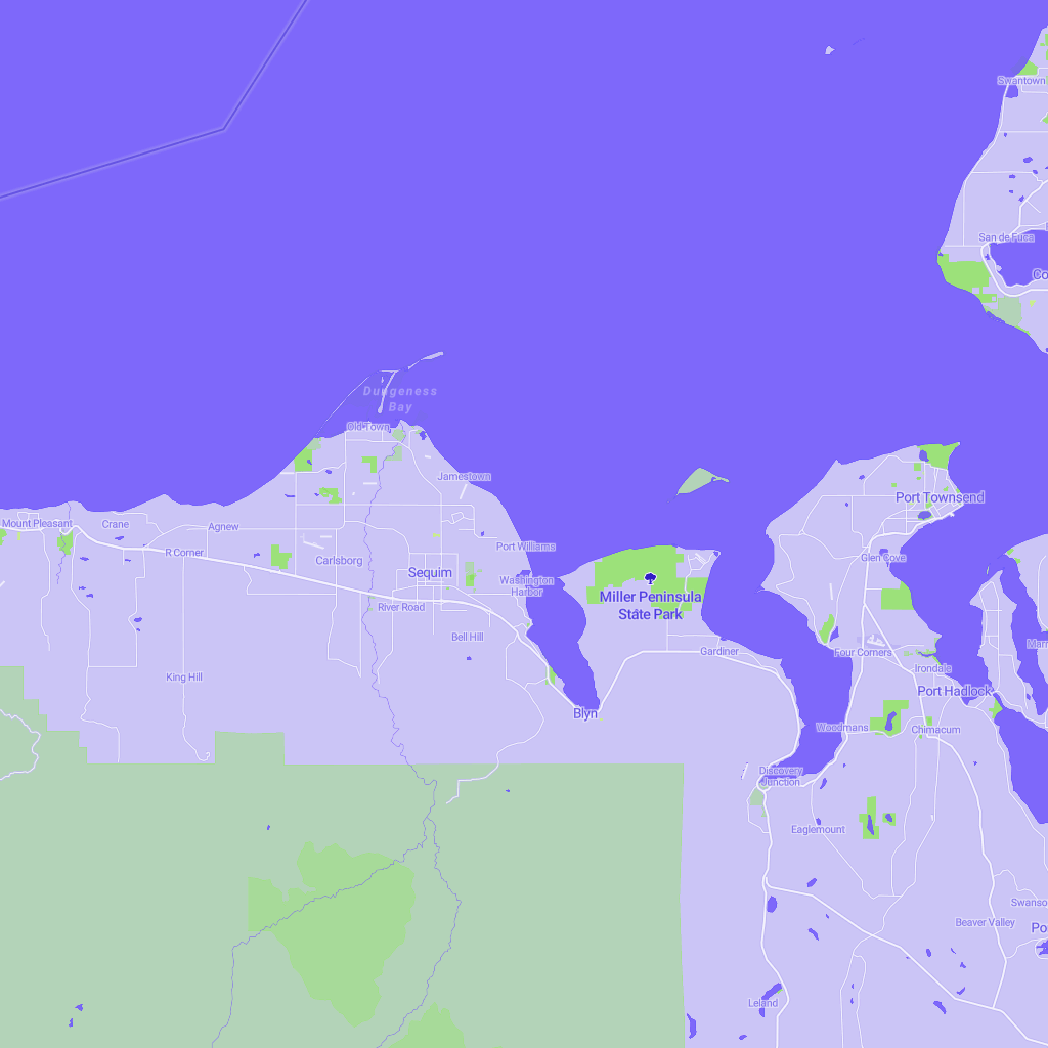 Swantown
San de Fuca
Co
Dungeness
Bay
Old Town
Jamestown
Port Townsend
Mount Pleasant
Crane
Agnew
R Corner
Carlsborg
Sequim
Port Williams
Washington
Harbor
Glen Cove
Miller Peninsula
State Park
River Road
Bell Hill
Gardiner
Four Corners
Marr
Irondale
King Hill
Port Hadlock
Blyn
Woodmans
Chimacum
Discovery
Junction
Eaglemount
Swanso
Beaver Valley
Po
Leland